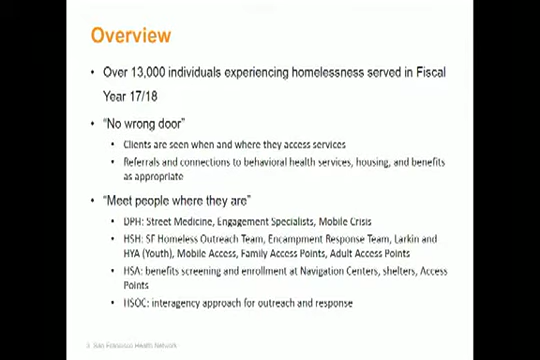 Overview
• Over 13,000 individuals experiencing homelessness served in Fiscal
Year 17/18
• "No wrong door"
• Clients are seen when and where they access services
• Referrals and connections to behavioral health services, housing, and benefits
as appropriate
• "Meet people where they are"
• DPH: Street Medicine, Engagement Specialists, Mobile Crisis
• HSH: SF Homeless Outreach Team, Encampment Response Team, Larkin and
HYA (Youth), Mobile Access, Family Access Points, Adult Access Points
• HSA: benefits screening and enrollment at Navigation Centers, shelters, Access
Points
• HSOC: interagency approach for outreach and response
3 San Francisco Health Network